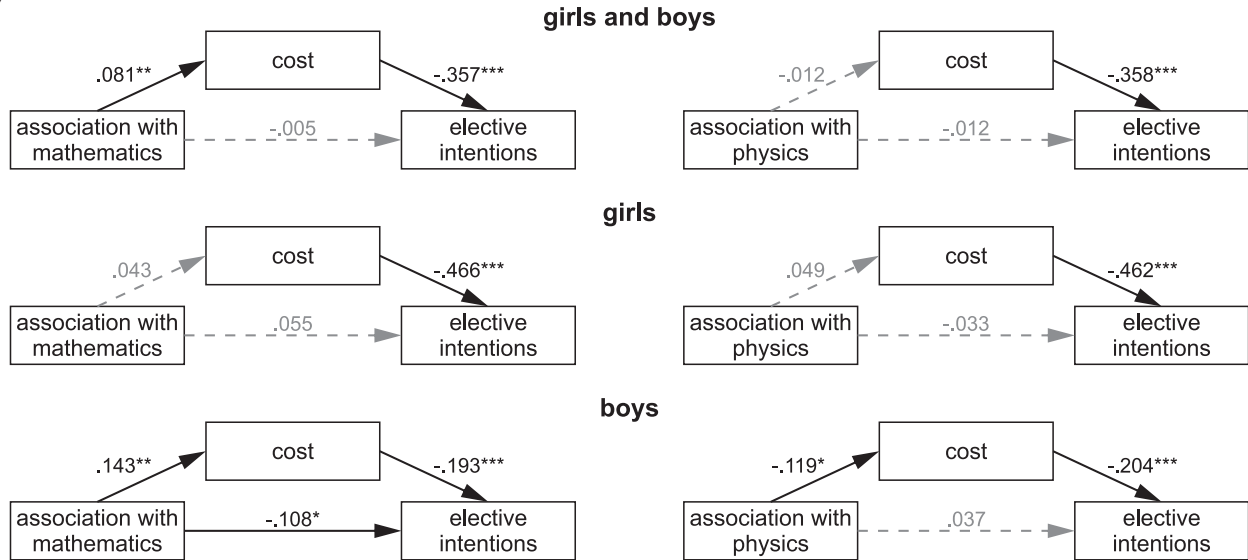 girls and boys
cost
cost
.081**
-.357***
-.012
-.358***
association with
mathematics
-.005
elective
intentions
association with
physics
-.012
elective
intentions
girls
cost
cost
.043
-.466***
.049
-.462***
association with
mathematics
.055
elective
intentions
association with
physics
-.033
elective
intentions
boys
cost
cost
.143**
-.193***
-.119*
-.204***
association with
mathematics
-.108*
elective
intentions
association with
physics
.037
elective
intentions